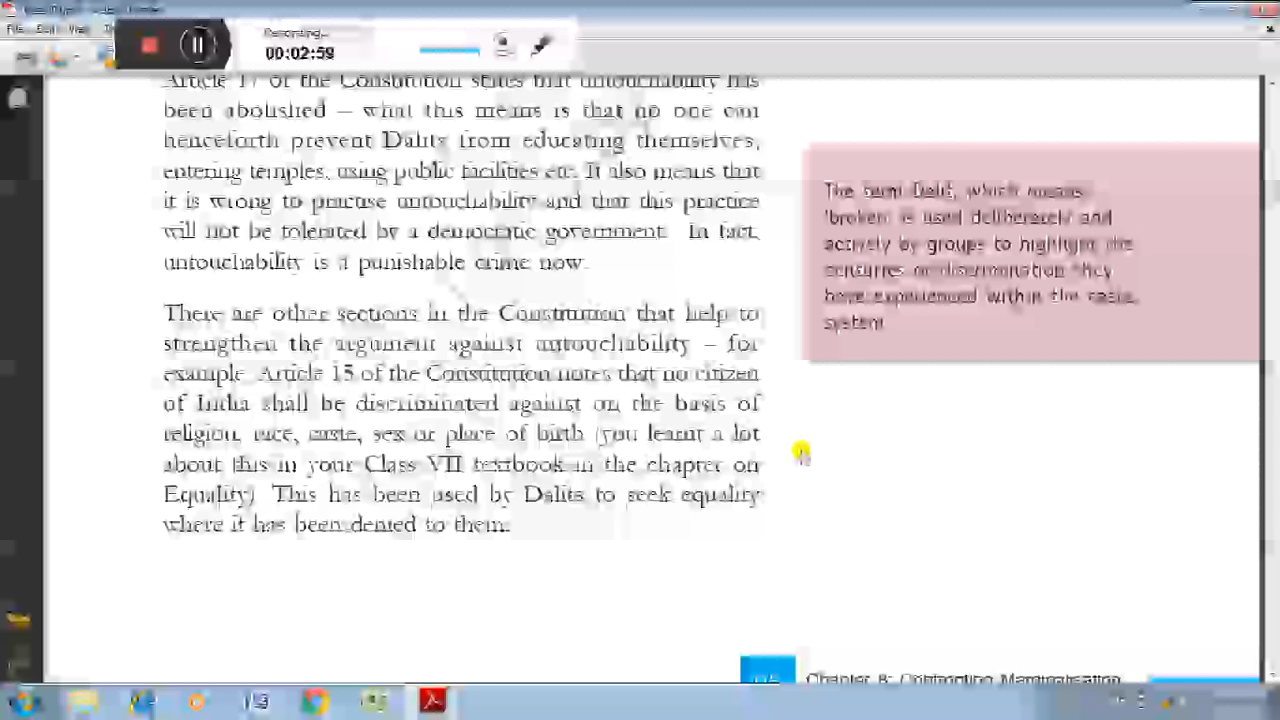 Recording...
00:02:59
Article 17 of the Constitution states that untouchability has
been abolished – what this means is that no one can
henceforth prevent Dalits from educating themselves,
entering temples, using public facilities etc. It also means that
it is wrong to practise untouchability and that this practice
will not be tolerated by a democratic government. In fact,
untouchability is a punishable crime now.
There are other sections in the Constitution that help to
strengthen the argument against untouchability – for
example, Article 15 of the Constitution notes that no citizen
of India shall be discriminated against on the basis of
religion, race, caste, sex or place of birth (you learnt a lot
about this in your Class VII textbook in the chapter on
Equality). This has been used by Dalits to seek equality
where it has been denied to them.
The term Dalit, which means
'broken' is used deliberately and
actively by groups to highlight the
centuries of discrimination they
have experienced within the caste
system
Chapter 8: Confronting Marginalisation